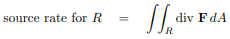 source rate for R = ∬_R div F dA